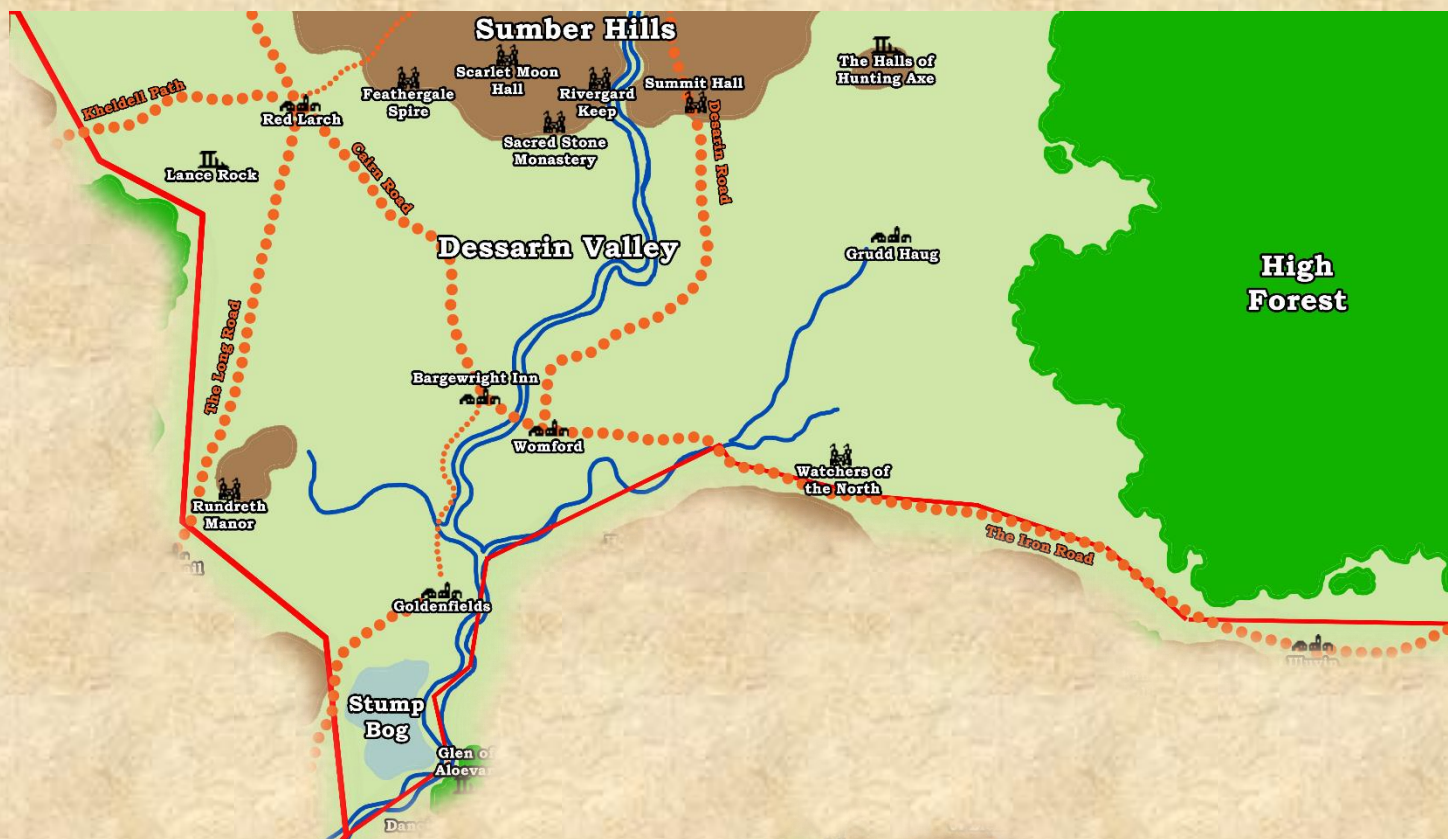 Sumber Hills
The Halls of
Hunting Axe
Scarlet Moon
Hall
Feathergale
Spire
Rivergard
Keep
Summit Hall
Kheldell Path
Red Larch
Desarin Road
Sacred Stone
Monastery
Cairn Road
Lance Rock
Dessarin Valley
Grudd Haug
High
Forest
The Long Road
Bargewright Inn
Womford
Watchers of
the North
Rundreth
Manor
The Iron Road
Goldenfields
Stump
Bog
Glen of
Aloevan